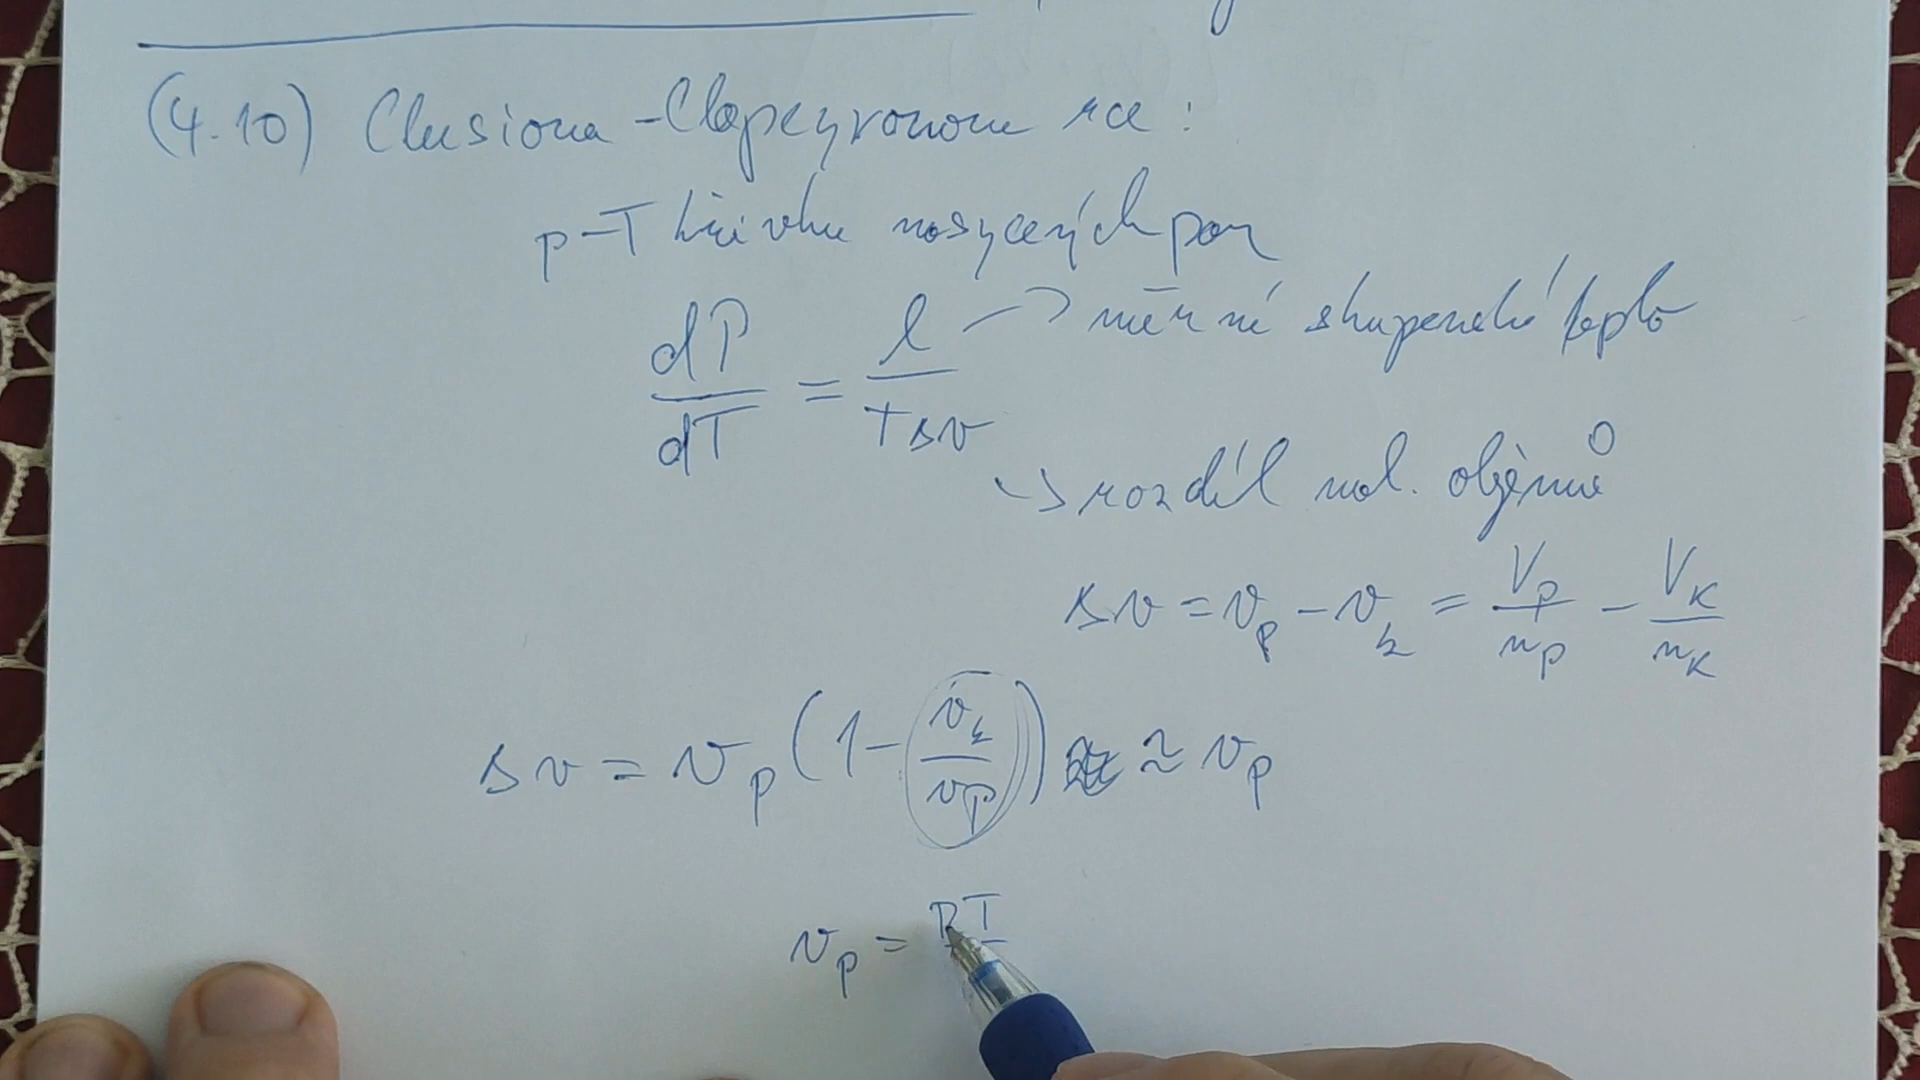 (4.10) Clusiova-Clapeyronova rce:
p-T křivka nasycených par
dP/dT = l/(TΔv) → měrné skupenské teplo
→ rozdíl mol. objemů
Δv = v_p - v_k = V_p/n_p - V_k/n_k
Δv = v_p (1 - v_k/v_p) ≈ v_p
v_p = RT